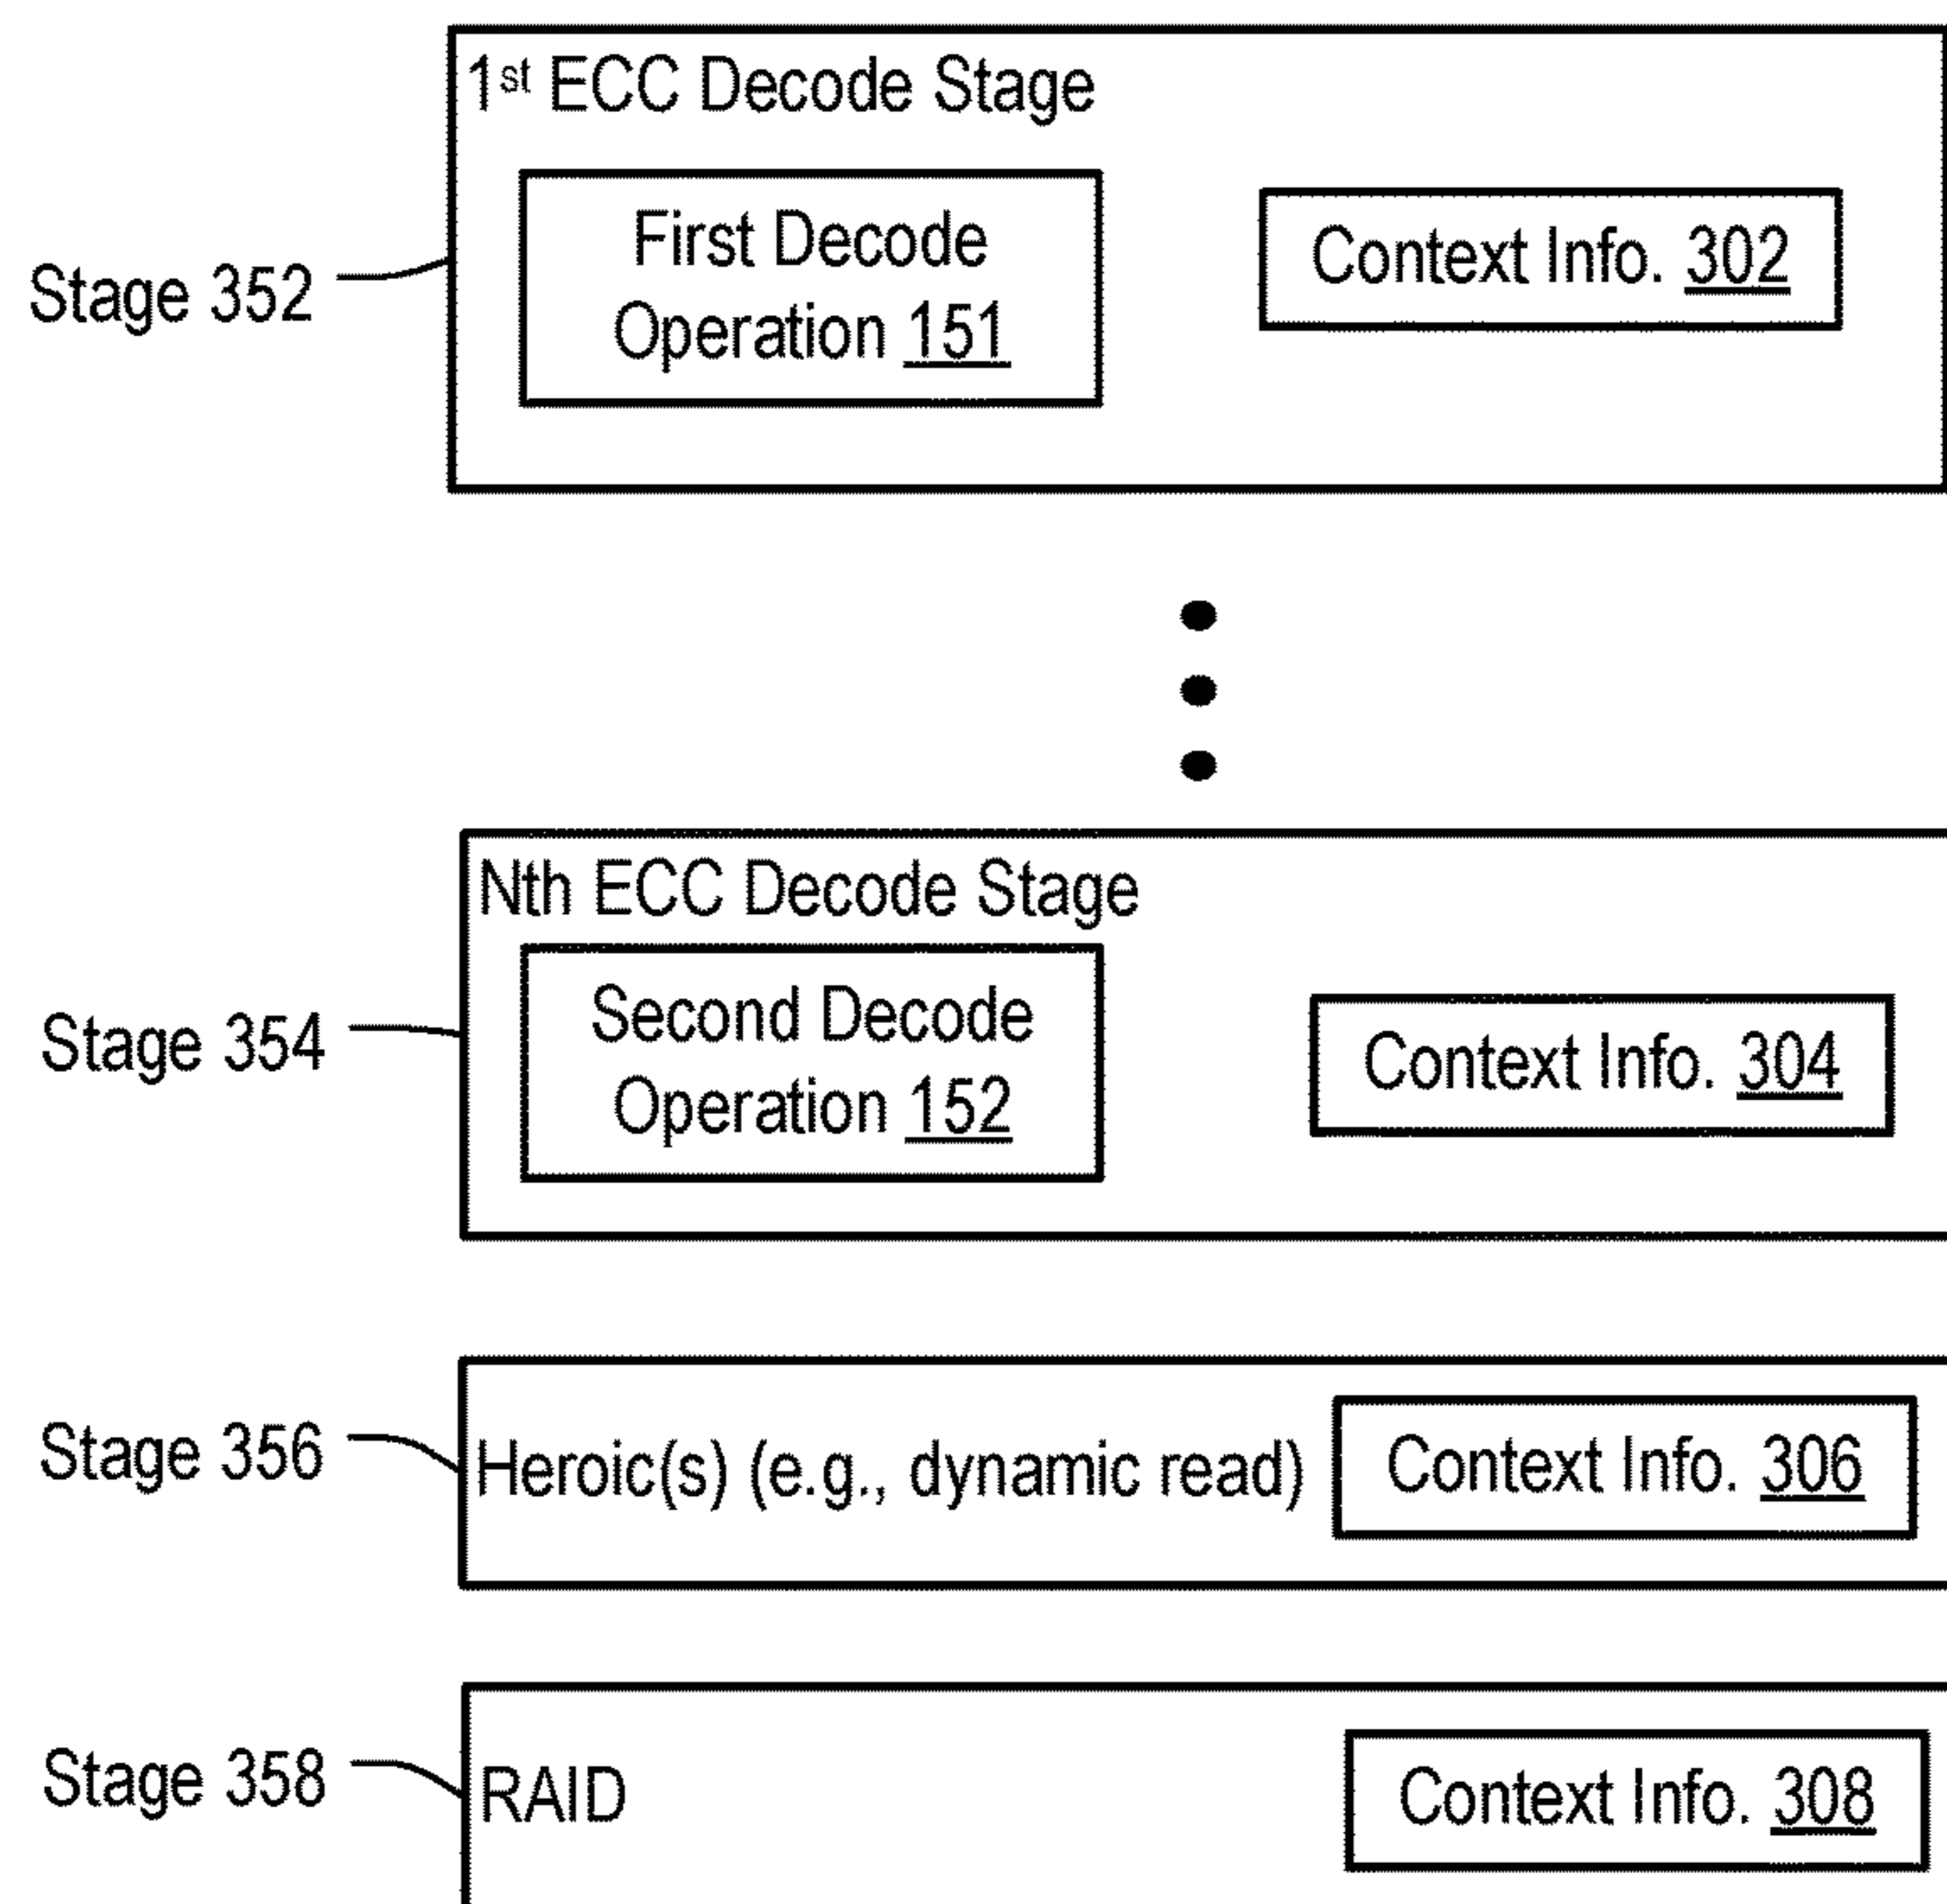 1st ECC Decode Stage
First Decode
Operation 151
Context Info. 302
Stage 352
Nth ECC Decode Stage
Second Decode
Operation 152
Context Info. 304
Stage 354
Stage 356
Heroic(s) (e.g., dynamic read)
Context Info. 306
Stage 358
RAID
Context Info. 308